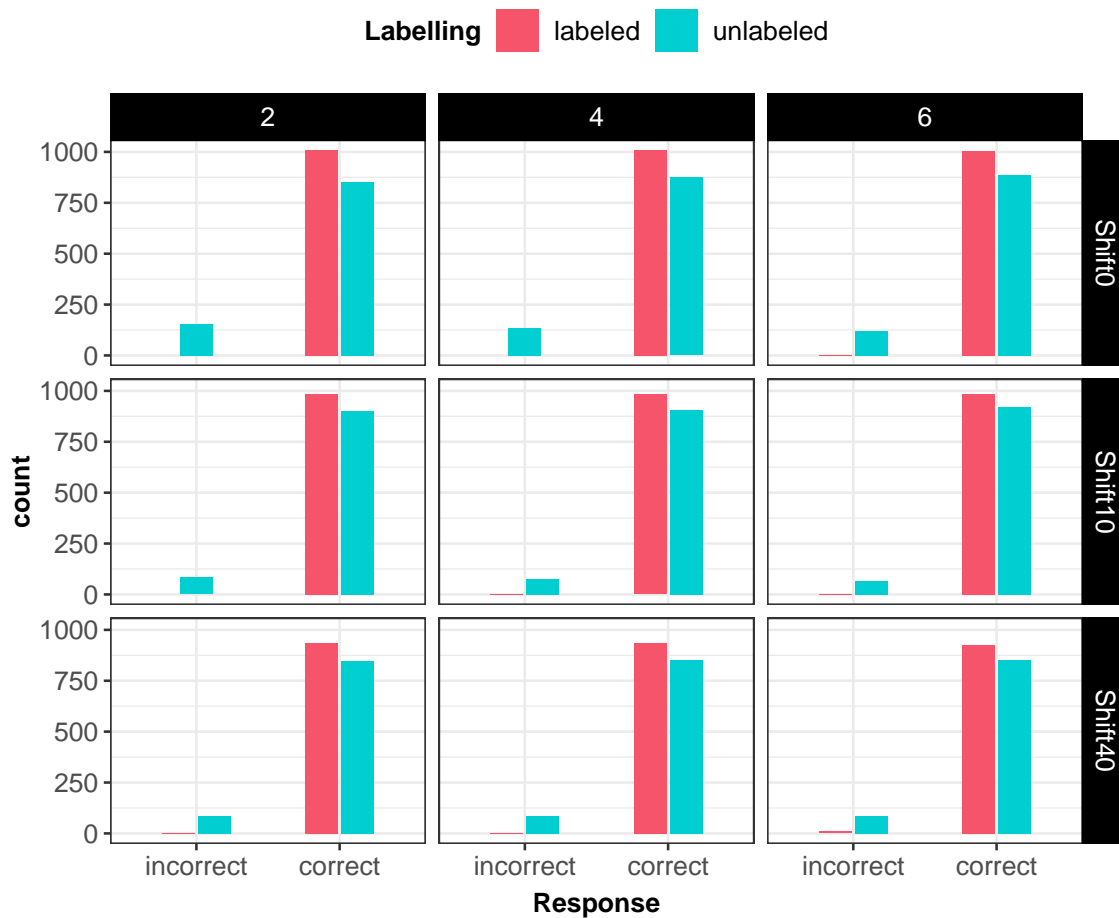 Labelling labeled unlabeled
2 4 6
1000
750
500
250
0
Shift0
1000
750
500
250
0
Shift10
1000
750
500
250
0
Shift40
count
incorrect correct incorrect correct incorrect correct
Response